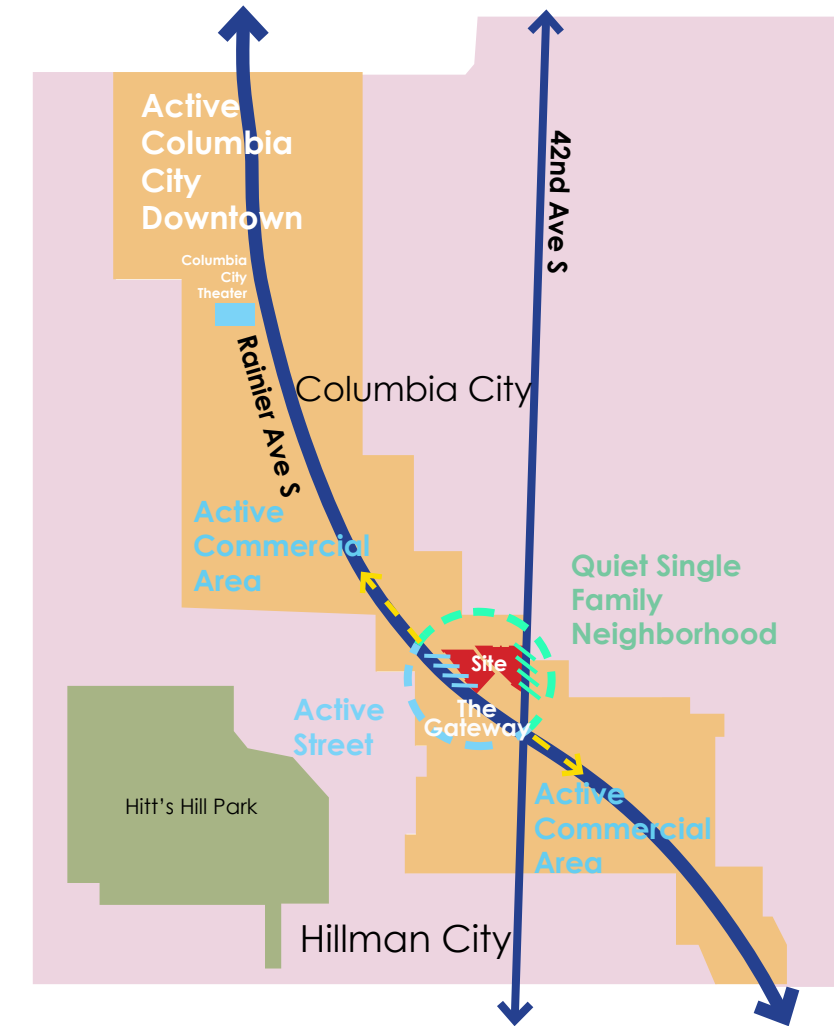 Active
Columbia
City
Downtown
42nd Ave S
Columbia
City
Theater
Rainier Ave S
Columbia City
Active
Commercial
Area
Quiet Single
Family
Neighborhood
Site
The
Gateway
Active
Street
Hitt's Hill Park
Active
Commercial
Area
Hillman City